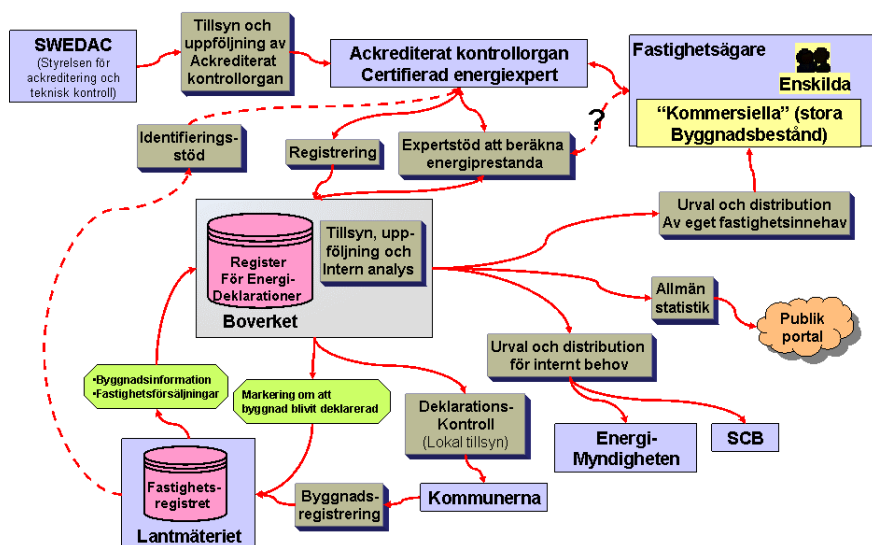 SWEDAC
(Styrelsen för
ackreditering och
teknisk kontroll)
Tillsyn och
uppföljning av
Ackrediterat
kontrollorgan
Ackrediterat kontrollorgan
Certifierad energiexpert
Fastighetsägare
Enskilda
“Kommersiella” (stora
Byggnadsbestånd)
Identifierings-
stöd
Registrering
Expertstöd att beräkna
energiprestanda
?
Urval och distribution
Av eget fastighetsinnehav
Register
För Energi-
Deklarationer
Tillsyn, upp-
följning och
Intern analys
Boverket
Allmän
statistik
Publik
portal
Urval och distribution
för internt behov
•Byggnadsinformation
•Fastighetsförsäljningar
Markering om att
byggnad blivit deklarerad
Deklarations-
Kontroll
(Lokal tillsyn)
Energi-
Myndigheten
SCB
Fastighets-
registret
Lantmäteriet
Byggnads-
registrering
Kommunerna